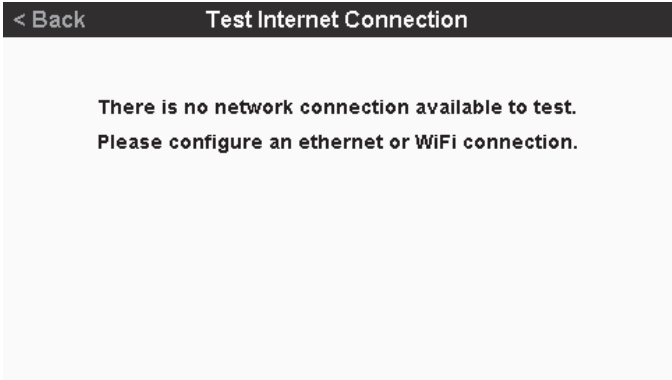 < Back
Test Internet Connection
There is no network connection available to test.
Please configure an ethernet or WiFi connection.